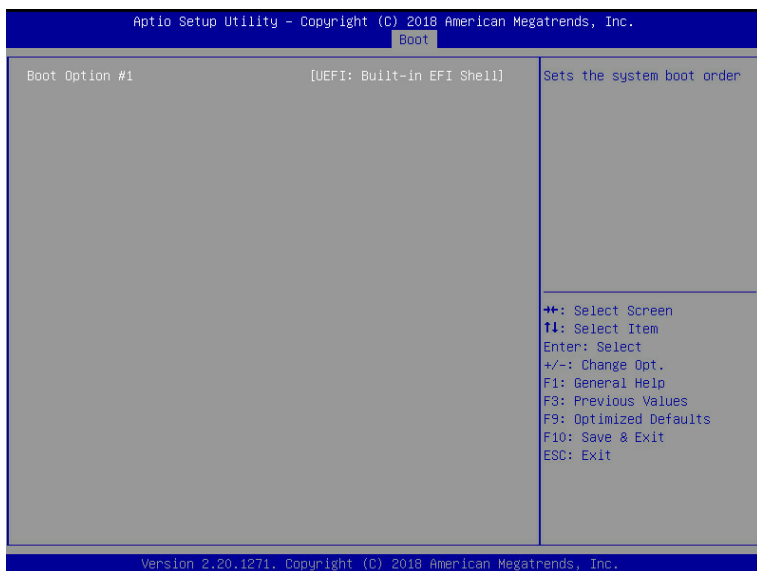 Aptio Setup Utility – Copyright (C) 2018 American Megatrends, Inc.
Boot
Boot Option #1 [UEFI: Built-in EFI Shell]
Sets the system boot order
→←: Select Screen
↑↓: Select Item
Enter: Select
+/-: Change Opt.
F1: General Help
F3: Previous Values
F9: Optimized Defaults
F10: Save & Exit
ESC: Exit
Version 2.20.1271. Copyright (C) 2018 American Megatrends, Inc.